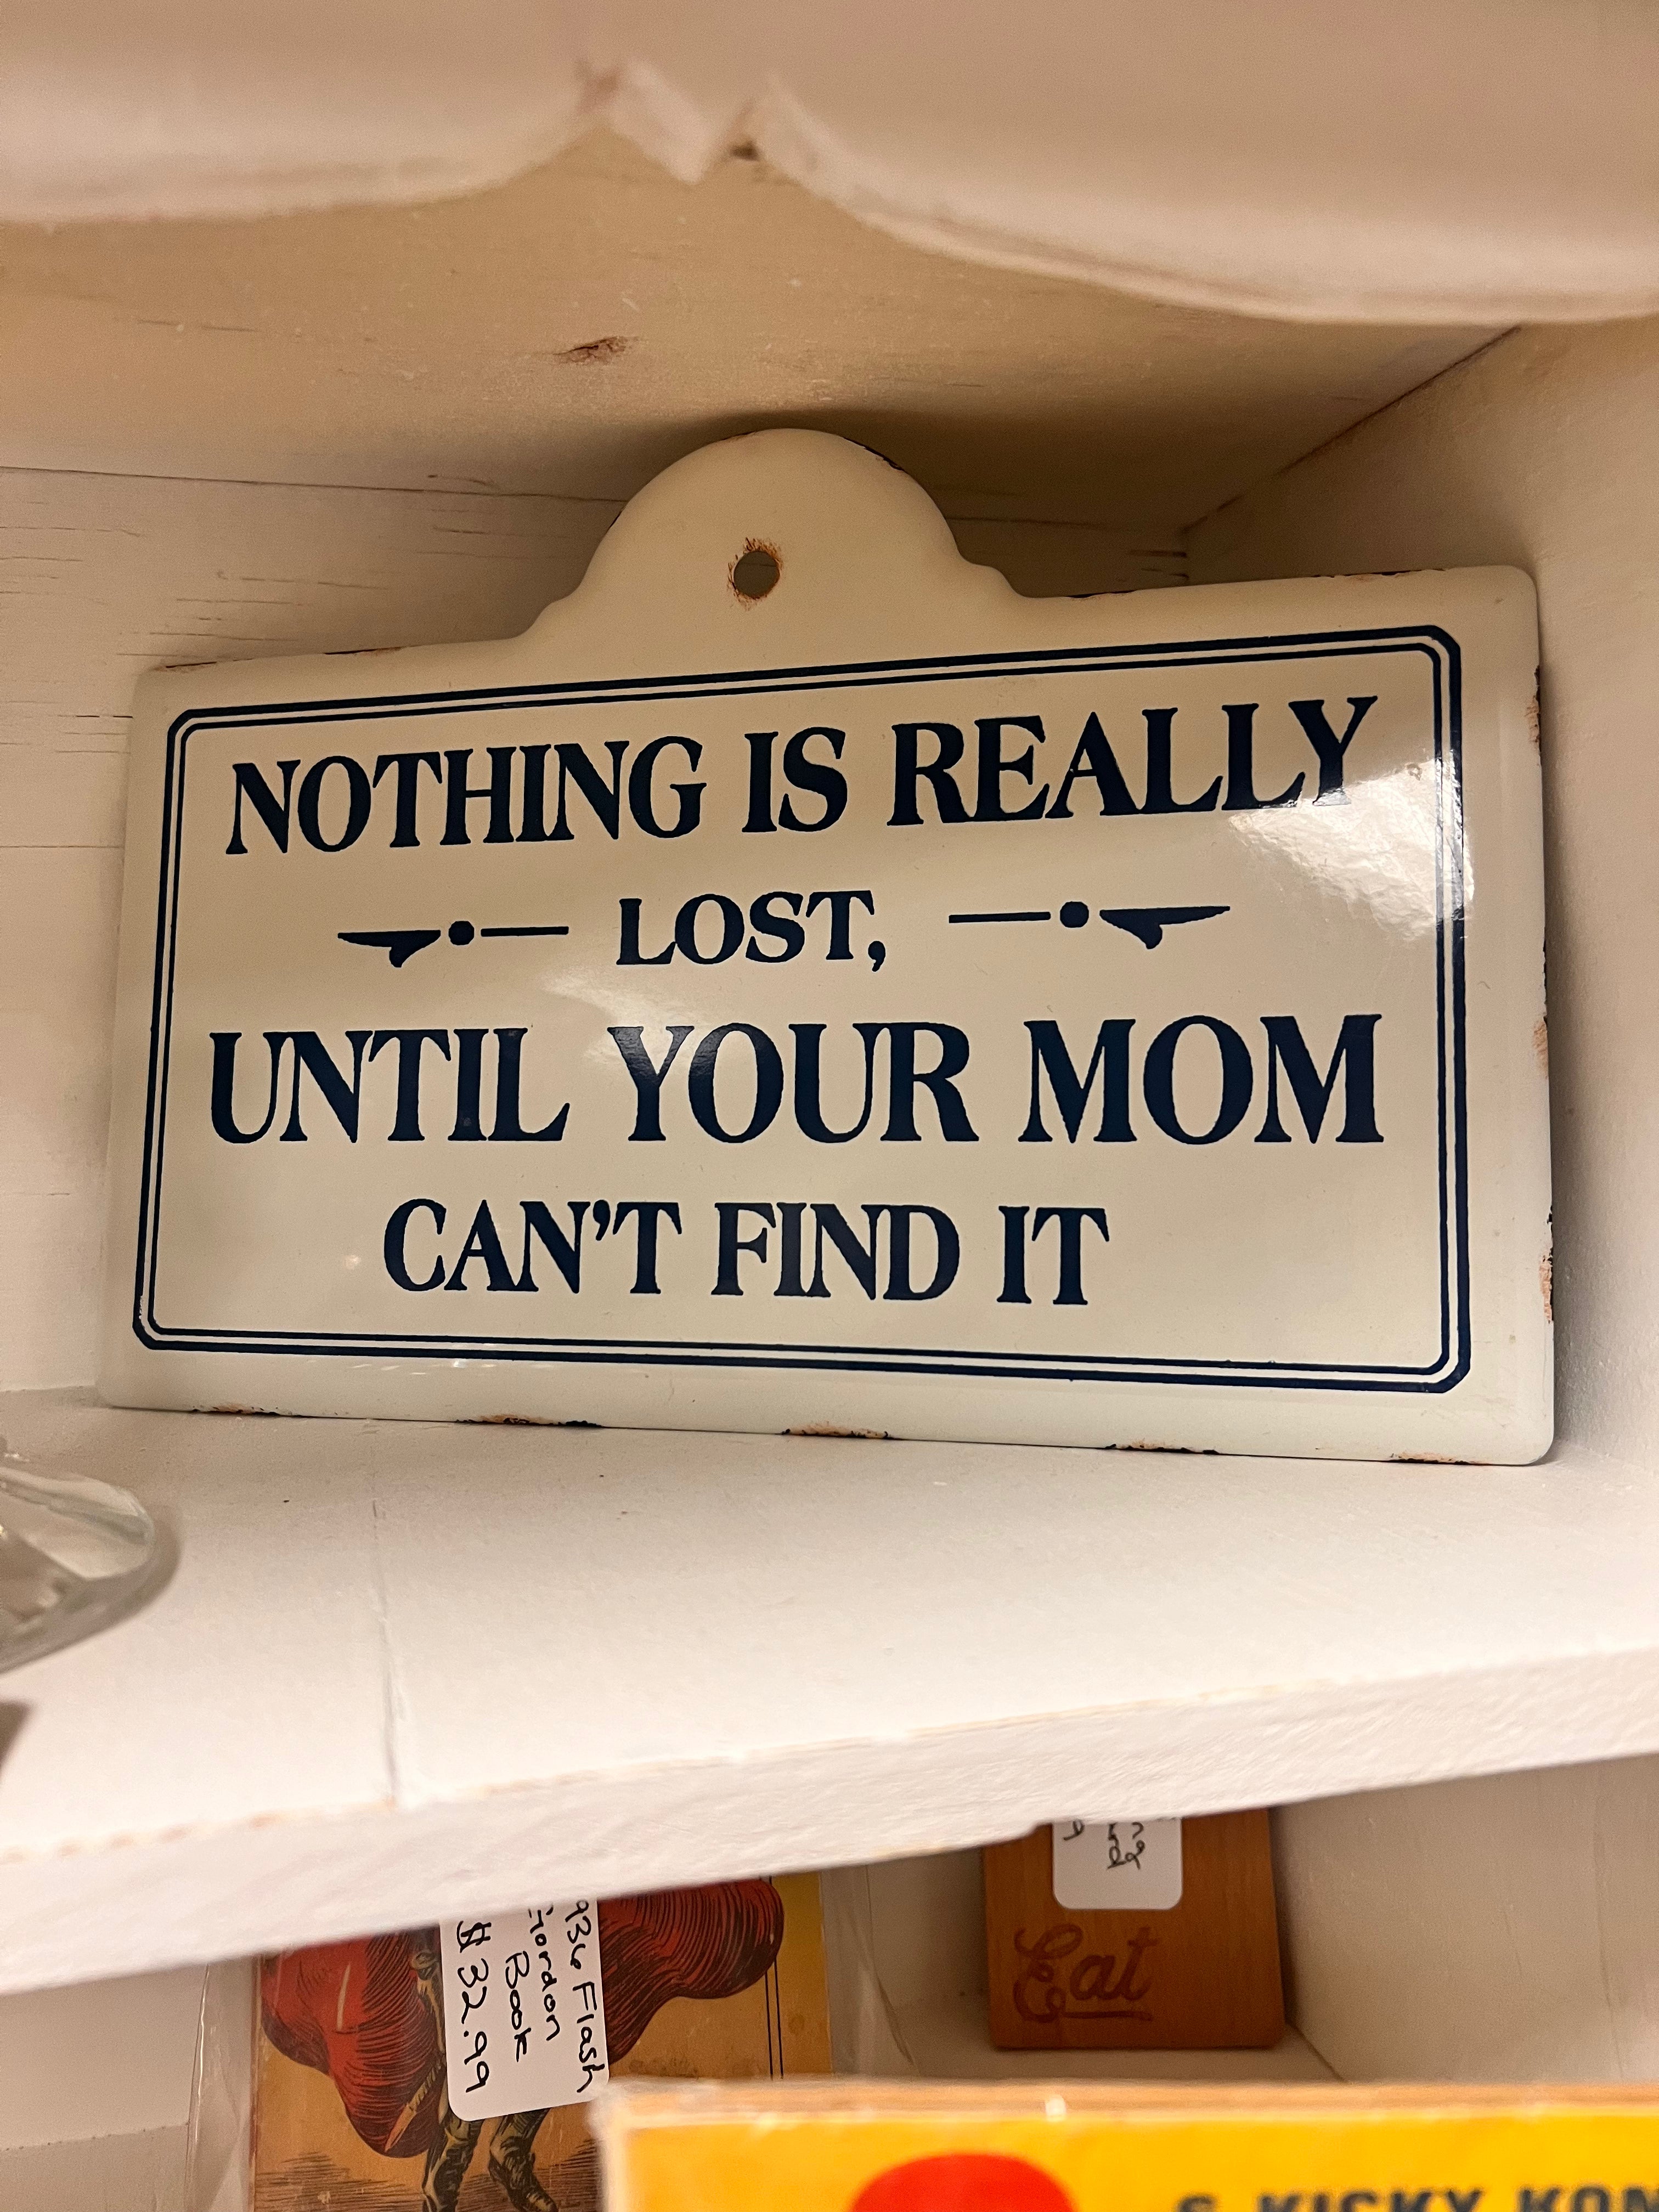 NOTHING IS REALLY
LOST,
UNTIL YOUR MOM
CAN'T FIND IT
Flash
Gordon
Book
$32.99
Eat